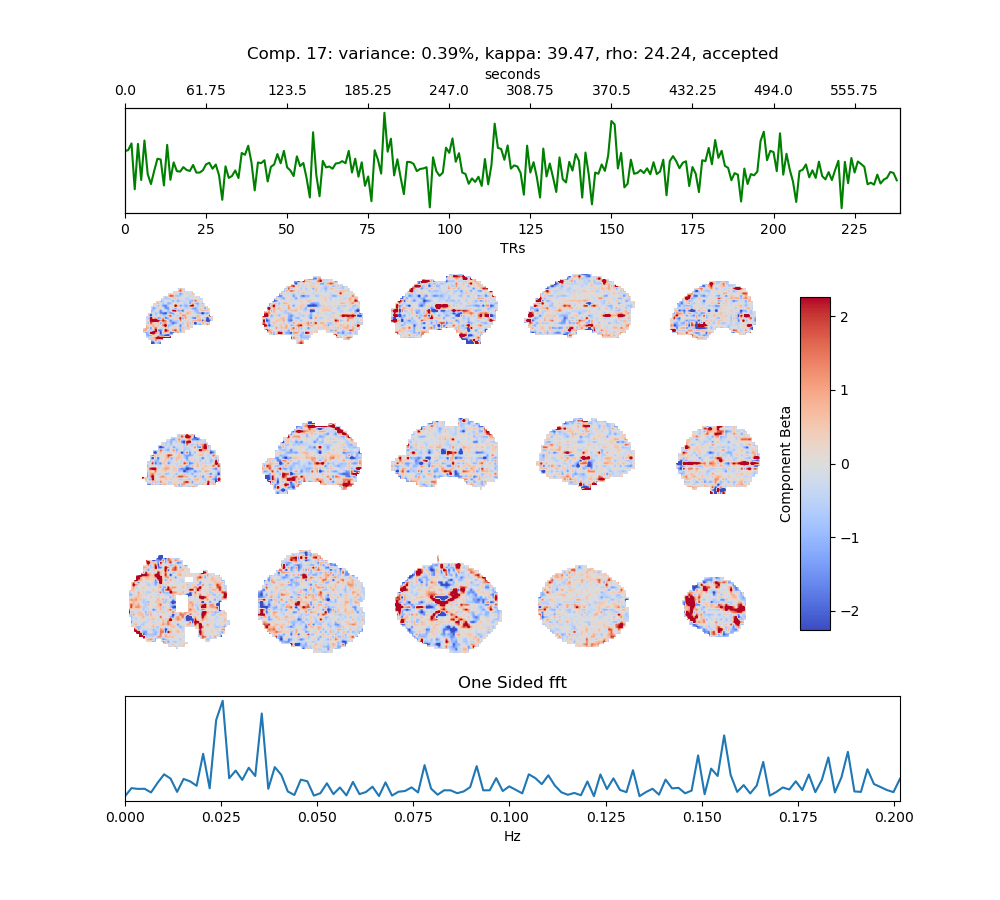 Comp. 17: variance: 0.39%, kappa: 39.47, rho: 24.24, accepted
seconds
0.0 61.75 123.5 185.25 247.0 308.75 370.5 432.25 494.0 555.75
0 25 50 75 100 125 150 175 200 225
TRs
2
1
0
−1
−2
Component Beta
One Sided fft
0.000 0.025 0.050 0.075 0.100 0.125 0.150 0.175 0.200
Hz